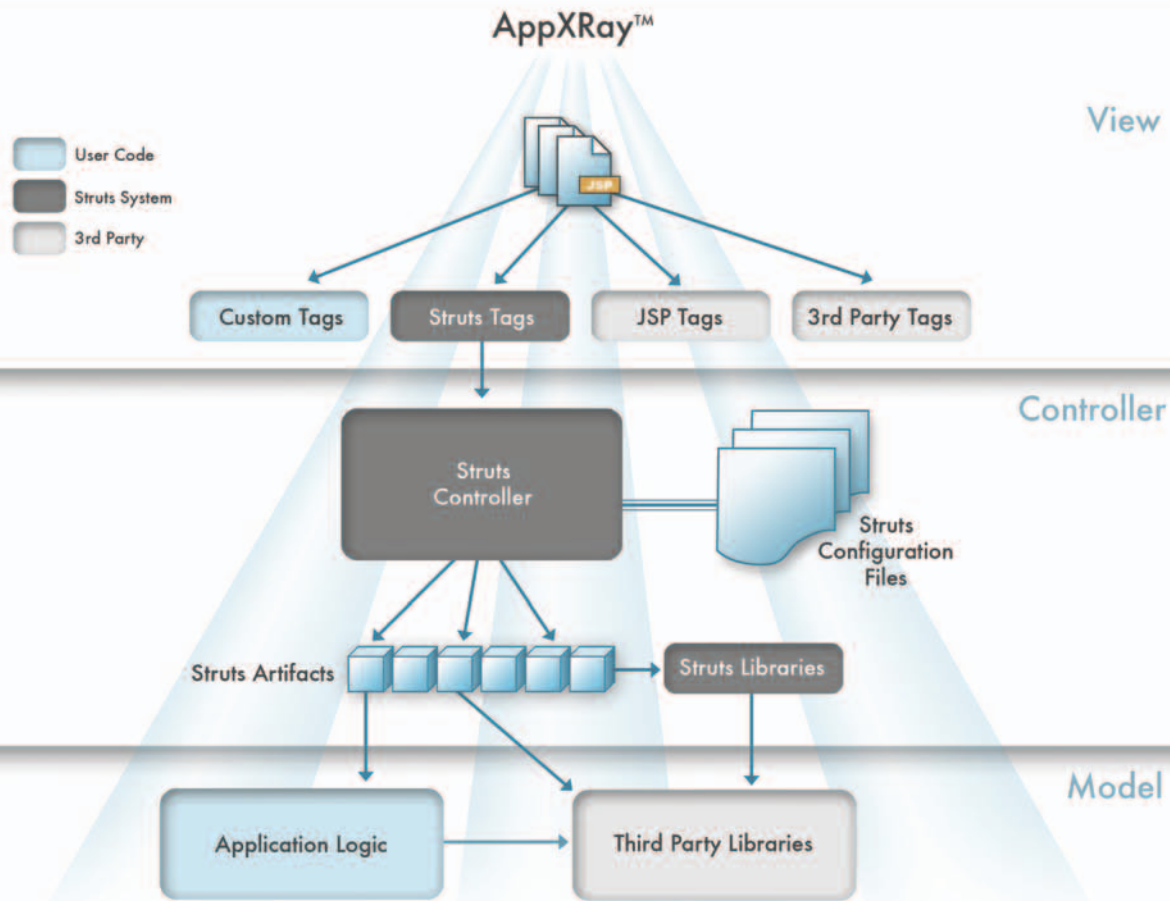 AppXRay™
View
User Code
Struts System
3rd Party
JSP
Custom Tags
Struts Tags
JSP Tags
3rd Party Tags
Controller
Struts
Controller
Struts
Configuration
Files
Struts Artifacts
Struts Libraries
Model
Application Logic
Third Party Libraries